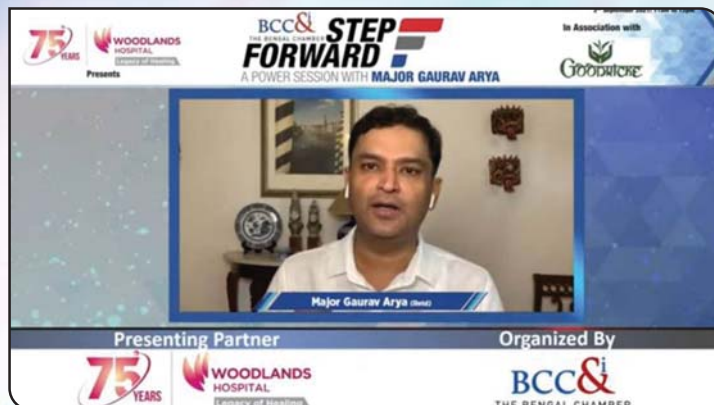 75 YEARS
WOODLANDS
HOSPITAL
Legacy of Healing
Presents
BCC&i
THE BENGAL CHAMBER
STEP
FORWARD
A POWER SESSION WITH MAJOR GAURAV ARYA
In Association with
GOODRICKE
Major Gaurav Arya (Retd)
Presenting Partner
Organized By
75 YEARS
WOODLANDS
HOSPITAL
Legacy of Healing
BCC&i
THE BENGAL CHAMBER